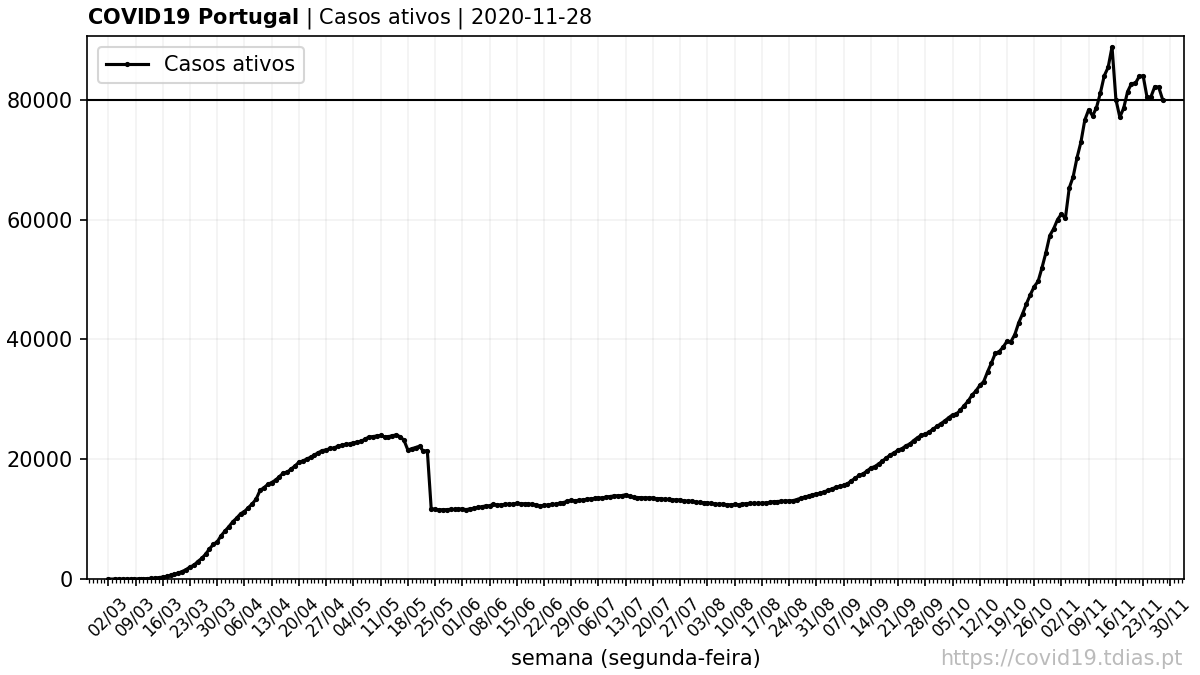 COVID19 Portugal | Casos ativos | 2020-11-28
Casos ativos
80000
60000
40000
20000
0
02/03 09/03 16/03 23/03 30/03 06/04 13/04 20/04 27/04 04/05 11/05 18/05 25/05 01/06 08/06 15/06 22/06 29/06 06/07 13/07 20/07 27/07 03/08 10/08 17/08 24/08 31/08 07/09 14/09 21/09 28/09 05/10 12/10 19/10 26/10 02/11 09/11 16/11 23/11 30/11
semana (segunda-feira)
https://covid19.tdias.pt